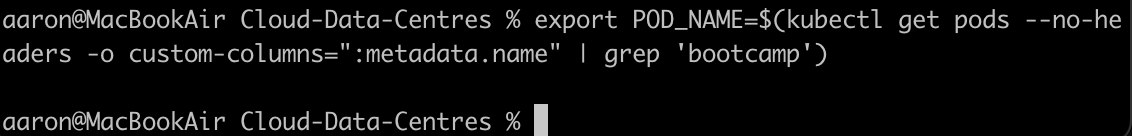 aaron@MacBookAir Cloud-Data-Centres % export POD_NAME=$(kubectl get pods --no-he
aders -o custom-columns=":metadata.name" | grep 'bootcamp')
aaron@MacBookAir Cloud-Data-Centres %